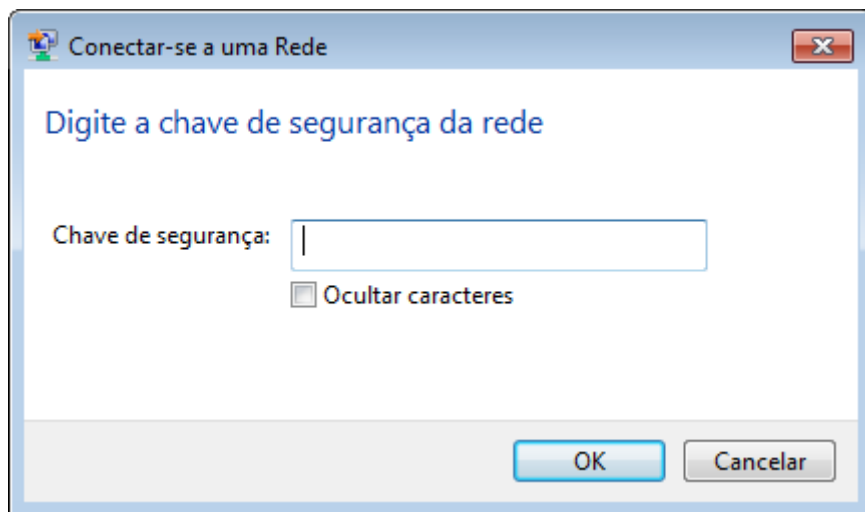 Conectar-se a uma Rede
Digite a chave de segurança da rede
Chave de segurança:
Ocultar caracteres
OK
Cancelar